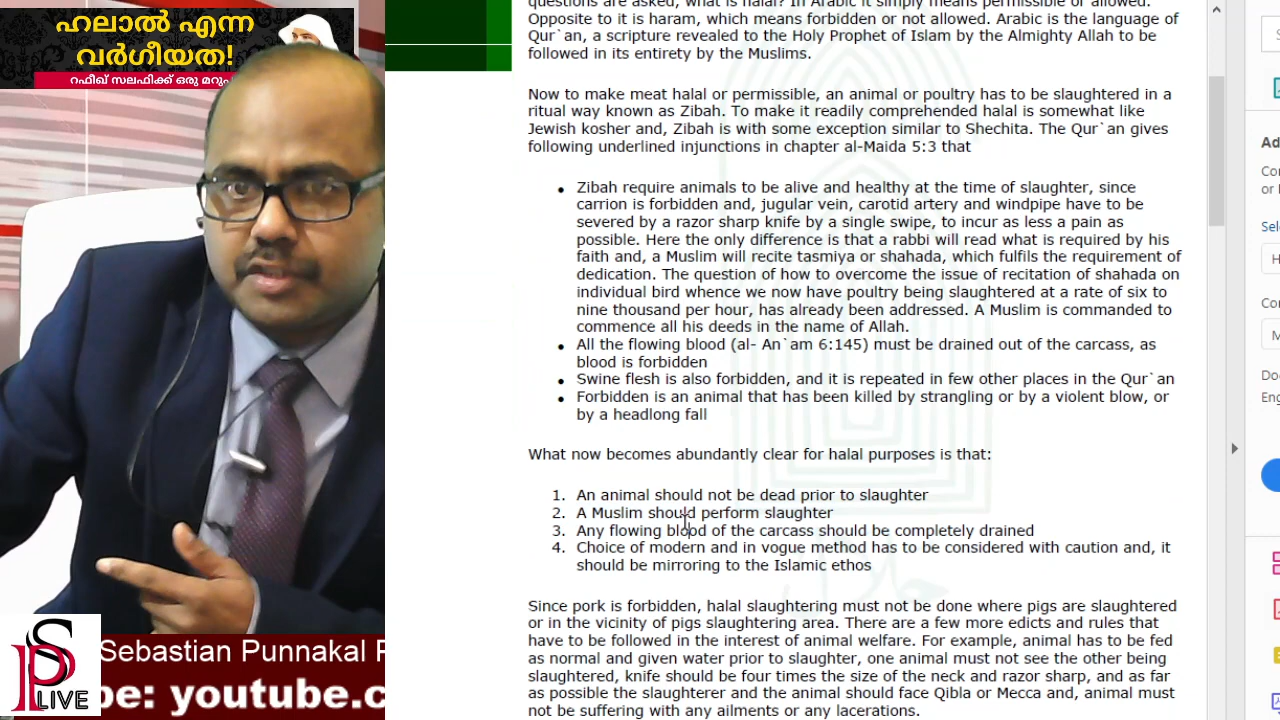 ഹലാൽ എന്ന
വർഗീയത!
റഫീഖ് സലഫിക്ക് ഒരു
questions are asked, what is halal? In Arabic it simply means permissible or allowed.
Opposite to it is haram, which means forbidden or not allowed. Arabic is the language of
Qur`an, a scripture revealed to the Holy Prophet of Islam by the Almighty Allah to be
followed in its entirety by the Muslims.
Now to make meat halal or permissible, an animal or poultry has to be slaughtered in a
ritual way known as Zibah. To make it readily comprehended halal is somewhat like
Jewish kosher and, Zibah is with some exception similar to Shechita. The Qur`an gives
following underlined injunctions in chapter al-Maida 5:3 that
• Zibah require animals to be alive and healthy at the time of slaughter, since
carrion is forbidden and, jugular vein, carotid artery and windpipe have to be
severed by a razor sharp knife by a single swipe, to incur as less a pain as
possible. Here the only difference is that a rabbi will read what is required by his
faith and, a Muslim will recite tasmiya or shahada, which fulfils the requirement of
dedication. The question of how to overcome the issue of recitation of shahada on
individual bird whence we now have poultry being slaughtered at a rate of six to
nine thousand per hour, has already been addressed. A Muslim is commanded to
commence all his deeds in the name of Allah.
• All the flowing blood (al- An`am 6:145) must be drained out of the carcass, as
blood is forbidden
• Swine flesh is also forbidden, and it is repeated in few other places in the Qur`an
• Forbidden is an animal that has been killed by strangling or by a violent blow, or
by a headlong fall
What now becomes abundantly clear for halal purposes is that:
1. An animal should not be dead prior to slaughter
2. A Muslim should perform slaughter
3. Any flowing blood of the carcass should be completely drained
4. Choice of modern and in vogue method has to be considered with caution and, it
should be mirroring to the Islamic ethos
Since pork is forbidden, halal slaughtering must not be done where pigs are slaughtered
or in the vicinity of pigs slaughtering area. There are a few more edicts and rules that
have to be followed in the interest of animal welfare. For example, animal has to be fed
as normal and given water prior to slaughter, one animal must not see the other being
slaughtered, knife should be four times the size of the neck and razor sharp, and as far
as possible the slaughterer and the animal should face Qibla or Mecca and, animal must
not be suffering with any ailments or any lacerations.
Sebastian Punnakal
PS LIVE
be: youtube.c